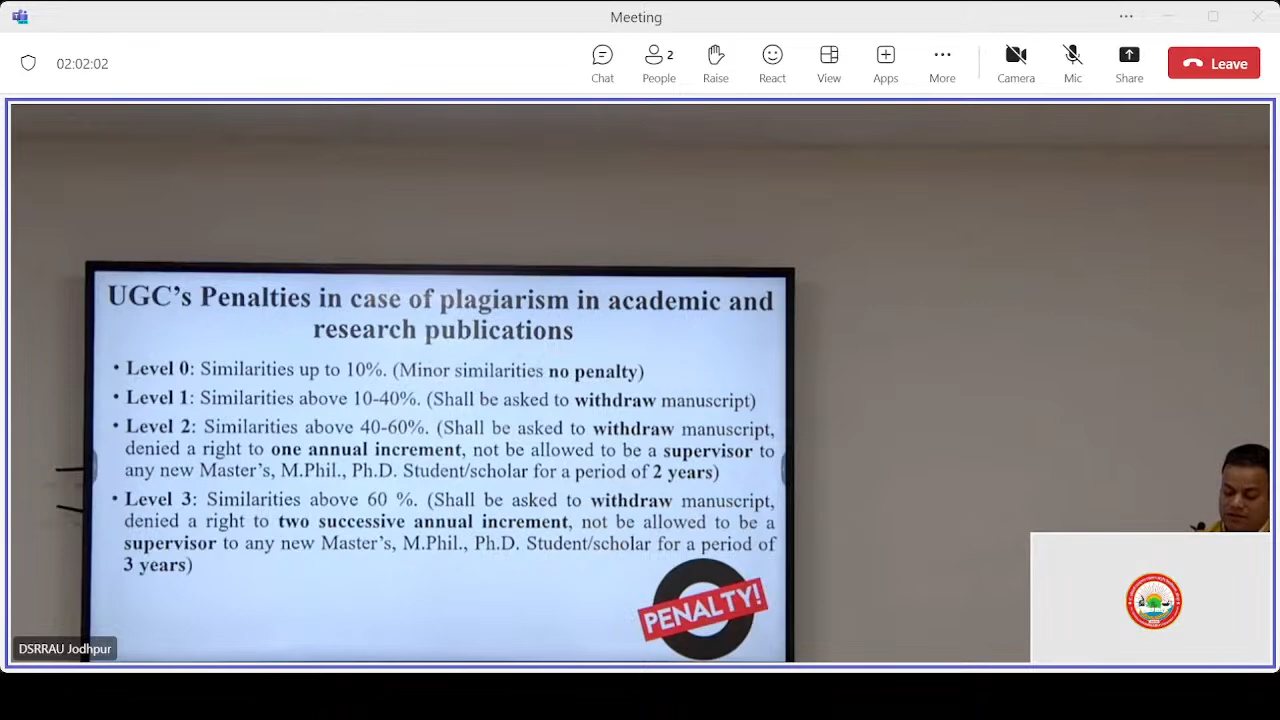 Meeting
02:02:02
Chat
2
People
Raise
React
View
Apps
More
Camera
Mic
Share
Leave
UGC's Penalties in case of plagiarism in academic and
research publications
• Level 0: Similarities up to 10%. (Minor similarities no penalty)
• Level 1: Similarities above 10-40%. (Shall be asked to withdraw manuscript)
• Level 2: Similarities above 40-60%. (Shall be asked to withdraw manuscript,
denied a right to one annual increment, not be allowed to be a supervisor to
any new Master's, M.Phil., Ph.D. Student/scholar for a period of 2 years)
• Level 3: Similarities above 60 %. (Shall be asked to withdraw manuscript,
denied a right to two successive annual increment, not be allowed to be a
supervisor to any new Master's, M.Phil., Ph.D. Student/scholar for a period of
3 years)
PENALTY!
DSRRAU Jodhpur